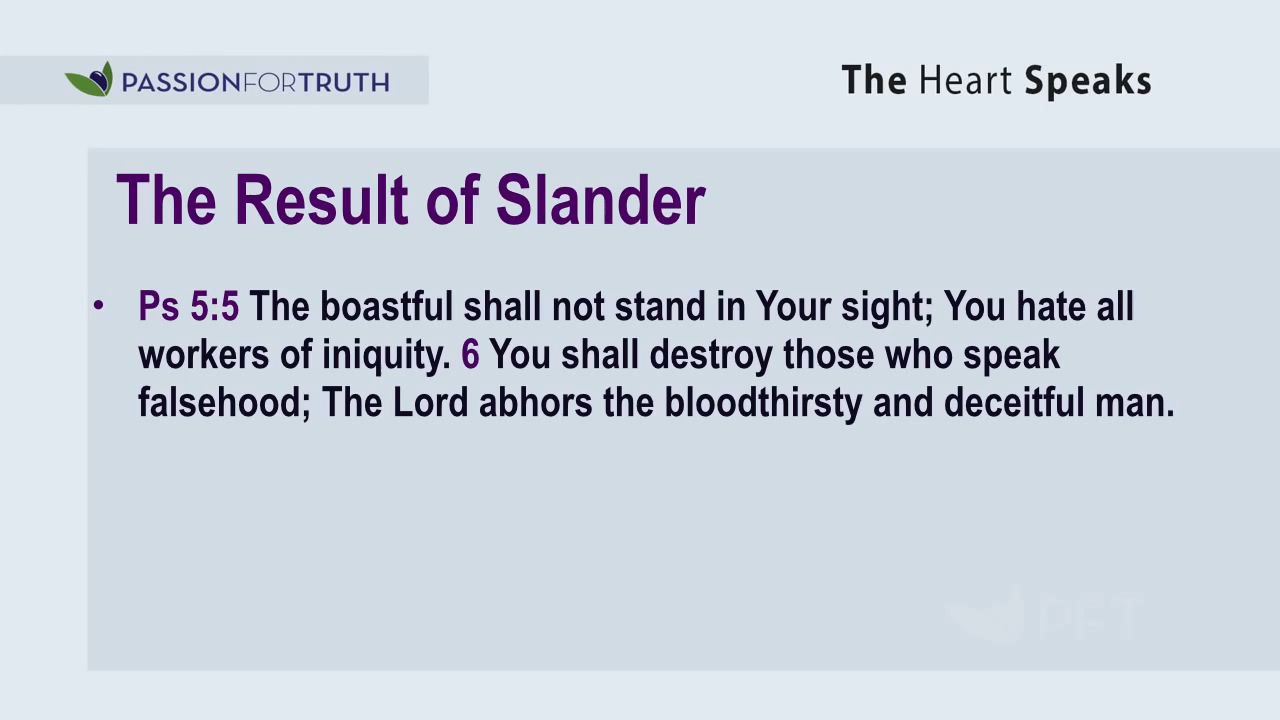 PASSIONFORTRUTH
The Heart Speaks
The Result of Slander
• Ps 5:5 The boastful shall not stand in Your sight; You hate all
workers of iniquity. 6 You shall destroy those who speak
falsehood; The Lord abhors the bloodthirsty and deceitful man.
PFT